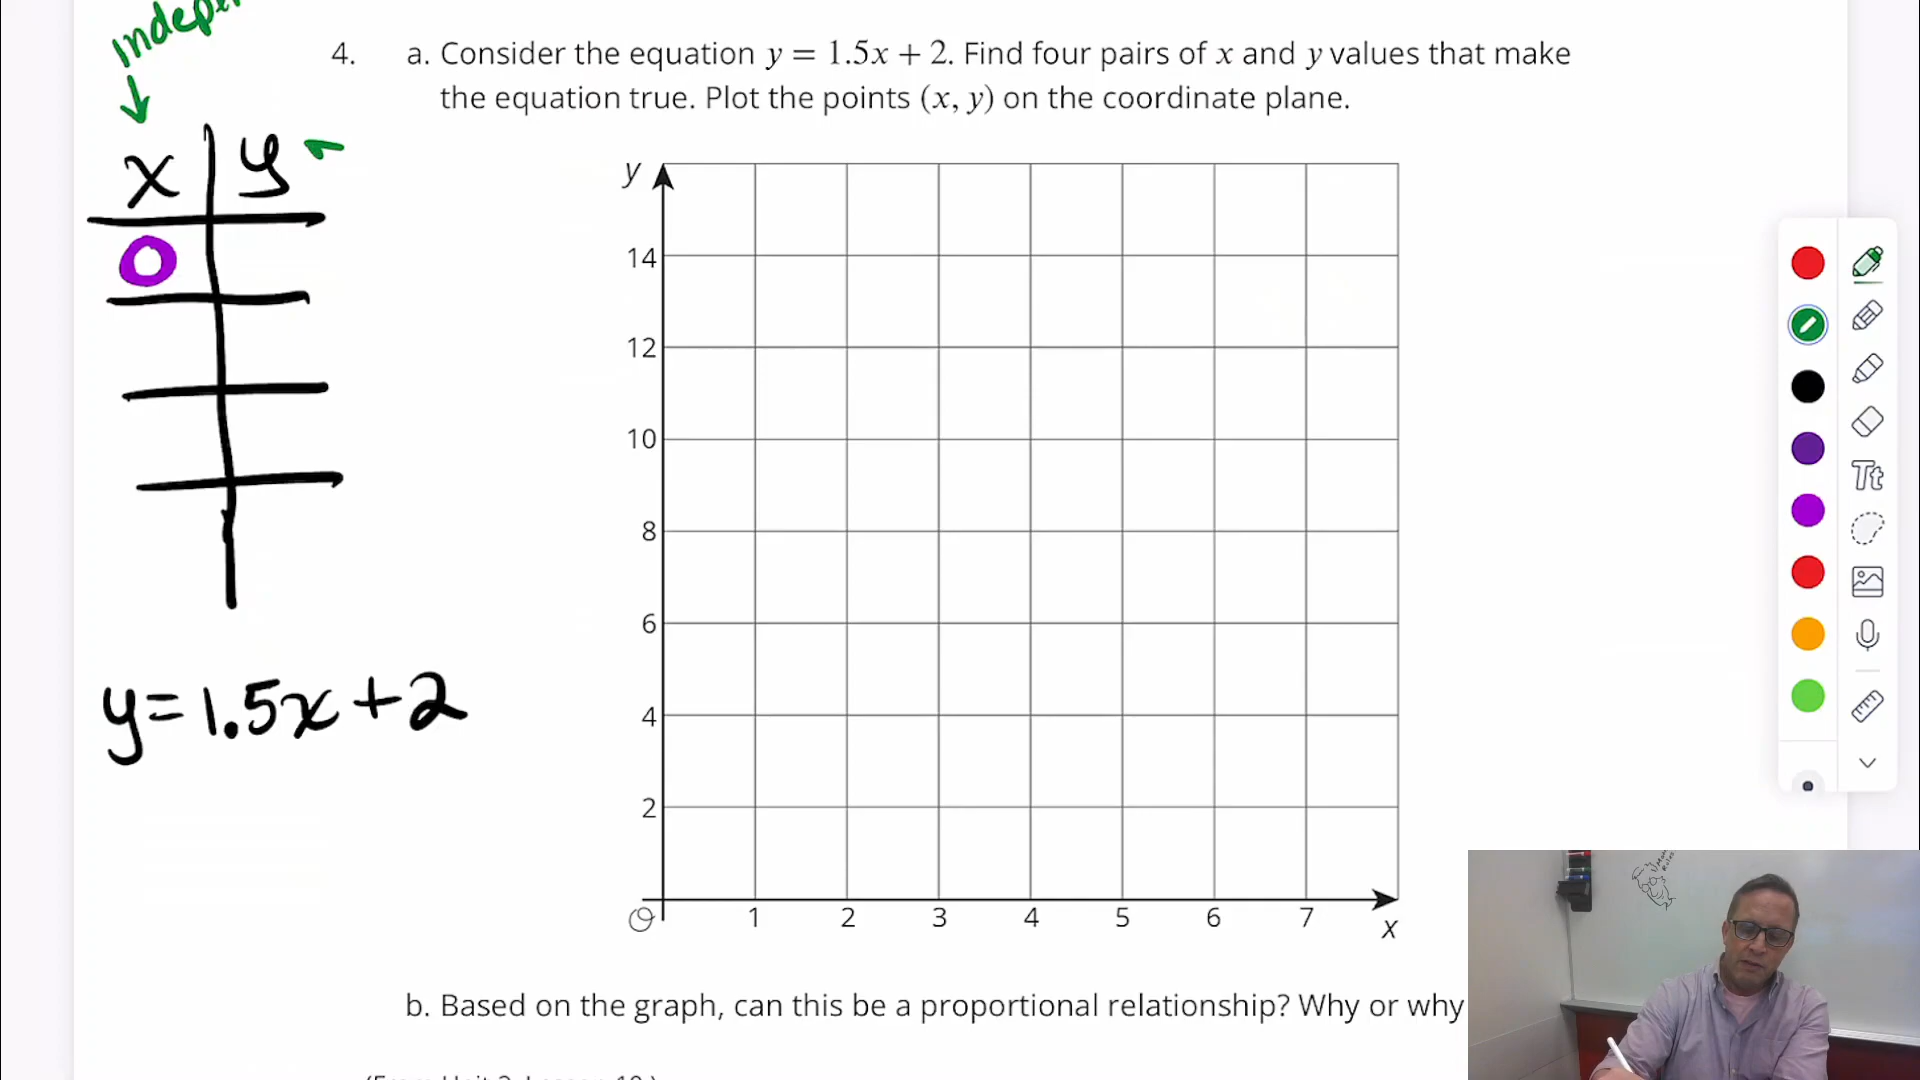 4. a. Consider the equation y = 1.5x + 2. Find four pairs of x and y values that make
the equation true. Plot the points (x, y) on the coordinate plane.
x y
0
y=1.5x+2
y
14
12
10
8
6
4
2
O 1 2 3 4 5 6 7
x
b. Based on the graph, can this be a proportional relationship? Why or why
Tt